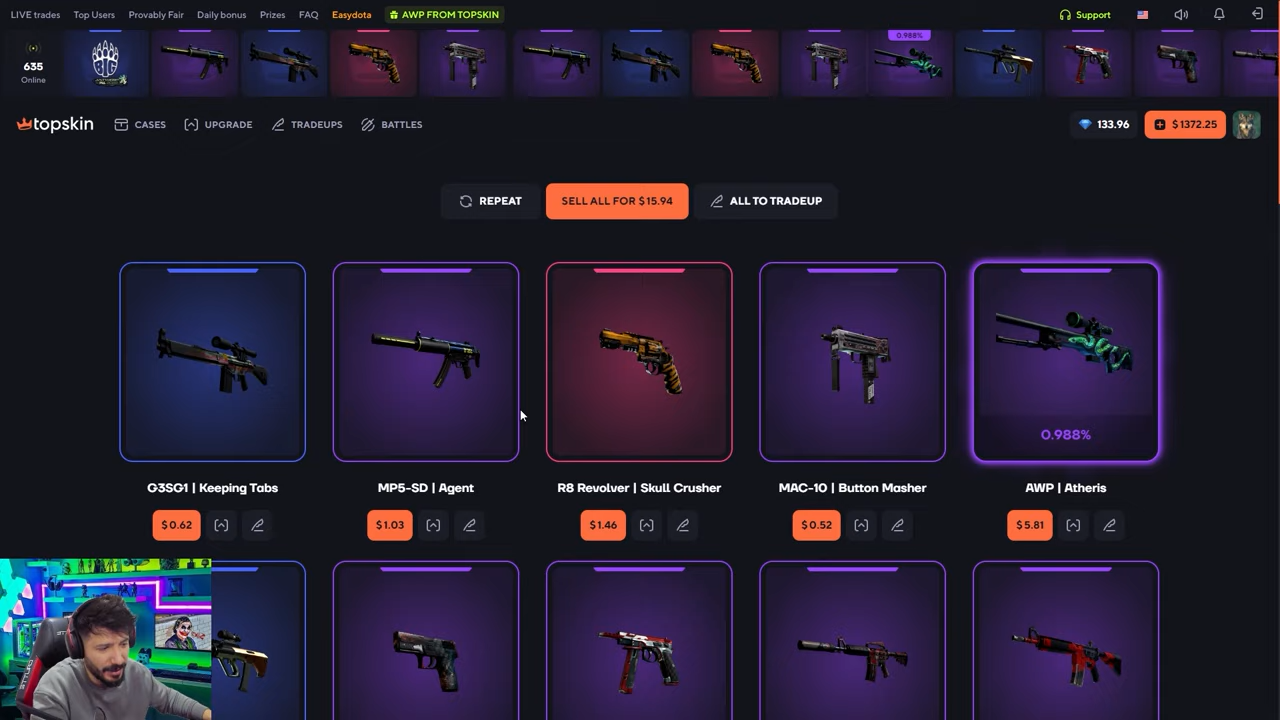 LIVE trades Top Users Provably Fair Daily bonus Prizes FAQ Easydota AWP FROM TOPSKIN Support
635
Online
0.988%
topskin CASES UPGRADE TRADEUPS BATTLES 133.96 $1372.25
REPEAT SELL ALL FOR $15.94 ALL TO TRADEUP
0.988%
G3SG1 | Keeping Tabs MP5-SD | Agent R8 Revolver | Skull Crusher MAC-10 | Button Masher AWP | Atheris
$0.62 $1.03 $1.46 $0.52 $5.81